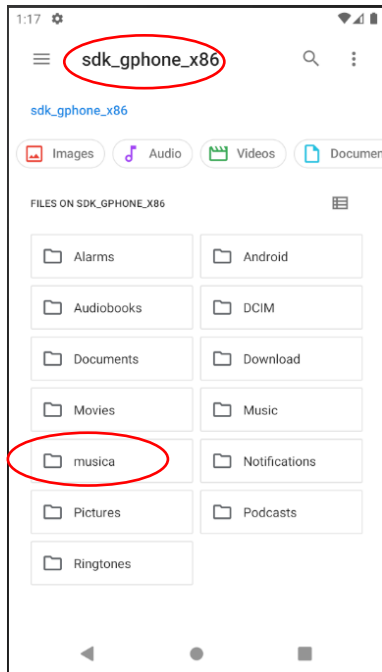 1:17
sdk_gphone_x86
sdk_gphone_x86
Images Audio Videos Documen
FILES ON SDK_GPHONE_X86
Alarms Android
Audiobooks DCIM
Documents Download
Movies Music
musica Notifications
Pictures Podcasts
Ringtones